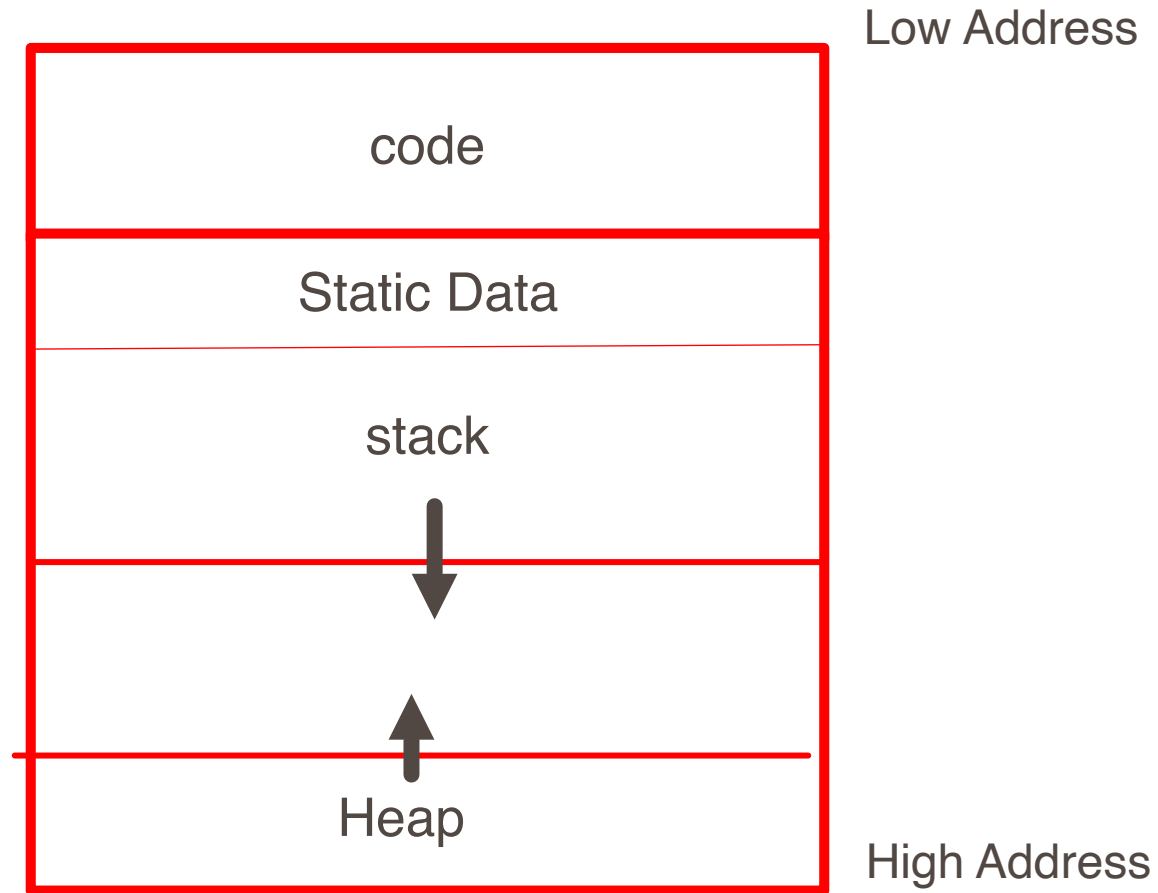 Low Address
code
Static Data
stack
Heap
High Address